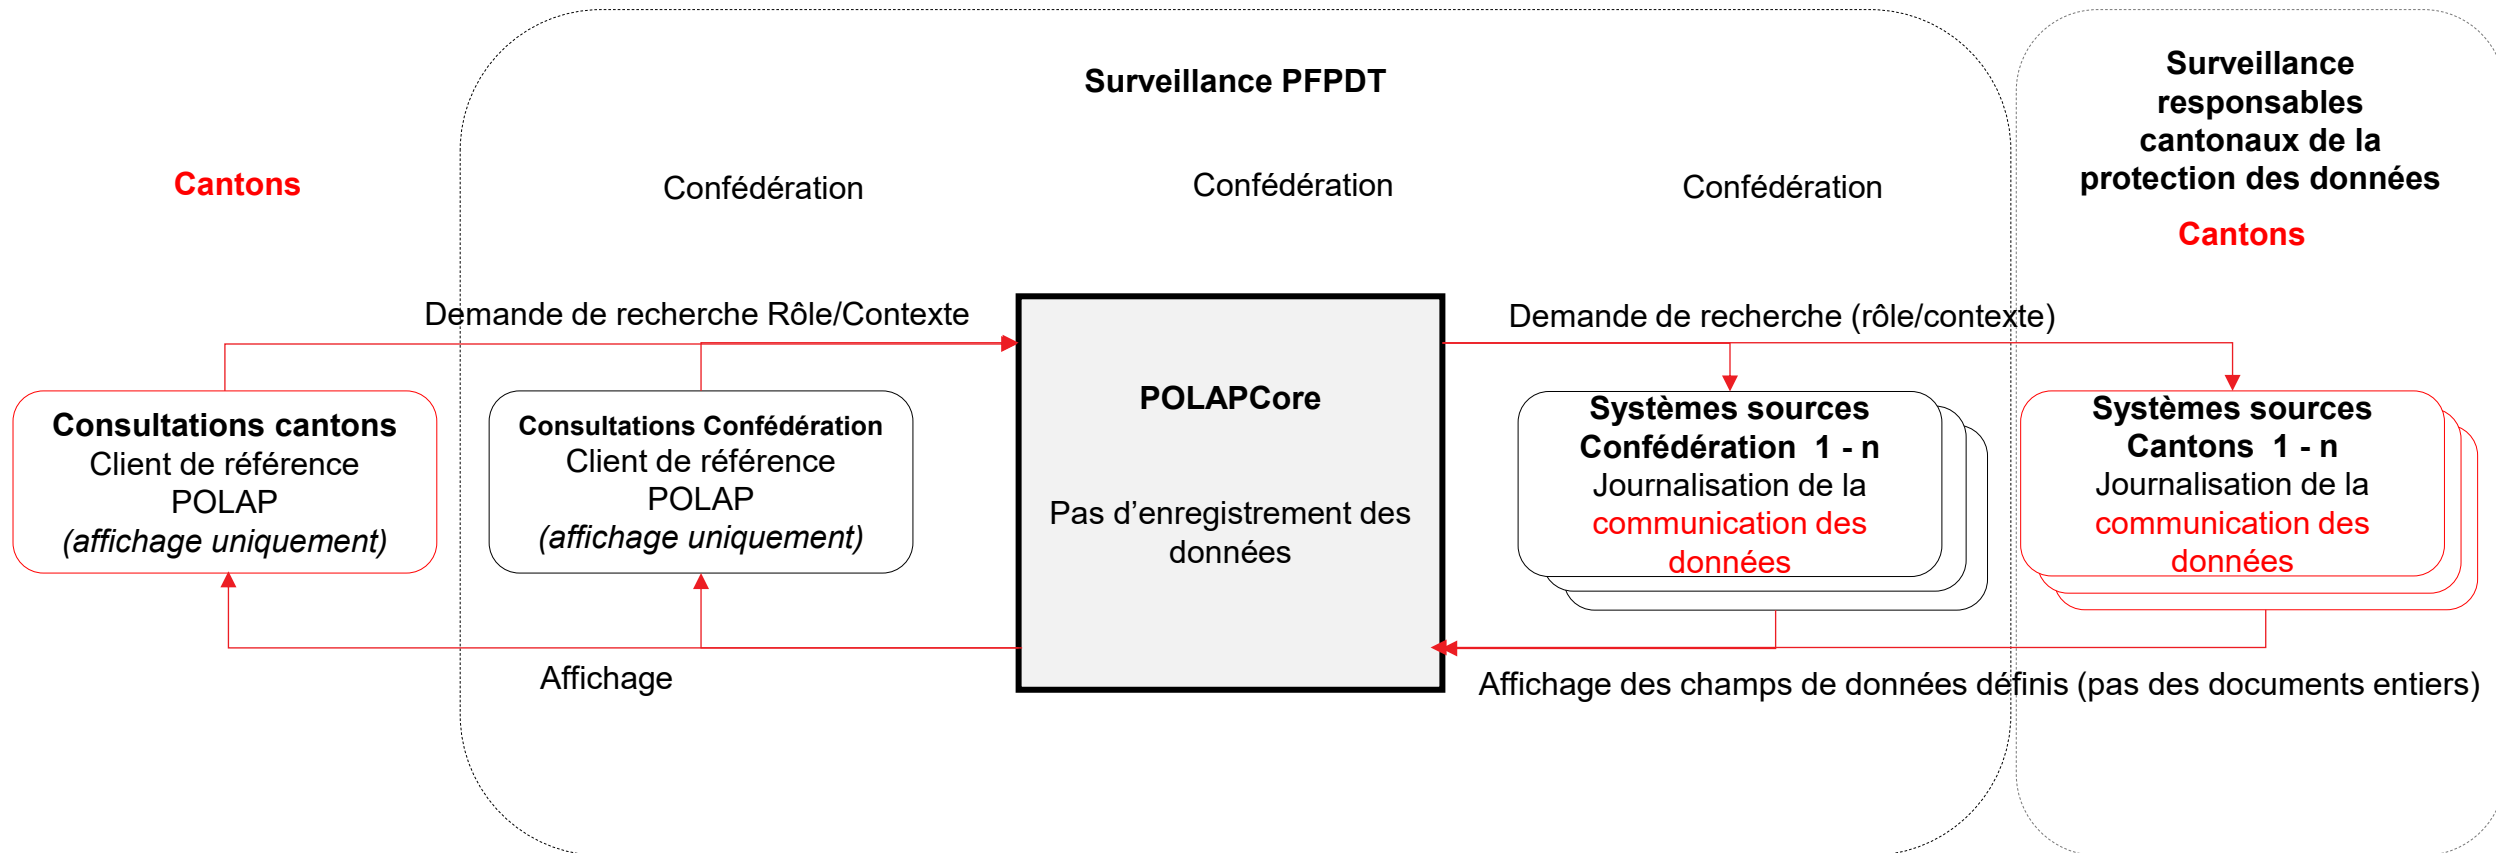 Surveillance PFPDT
Surveillance
responsables
cantonaux de la
protection des données
Cantons
Confédération
Confédération
Confédération
Cantons
Demande de recherche Rôle/Contexte
Demande de recherche (rôle/contexte)
Consultations cantons
Client de référence
POLAP
(affichage uniquement)
Consultations Confédération
Client de référence
POLAP
(affichage uniquement)
POLAPCore
Pas d’enregistrement des
données
Systèmes sources
Confédération 1 - n
Journalisation de la
communication des
données
Systèmes sources
Cantons 1 - n
Journalisation de la
communication des
données
Affichage
Affichage des champs de données définis (pas des documents entiers)